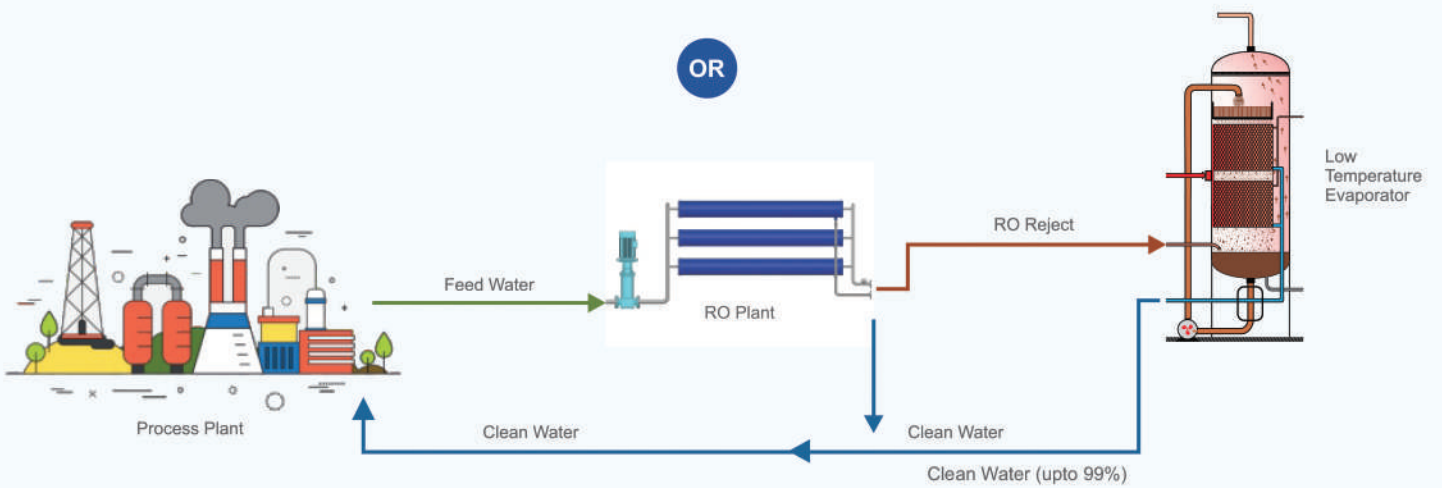 OR
Low
Temperature
Evaporator
RO Reject
Feed Water
RO Plant
Process Plant
Clean Water
Clean Water
Clean Water (upto 99%)